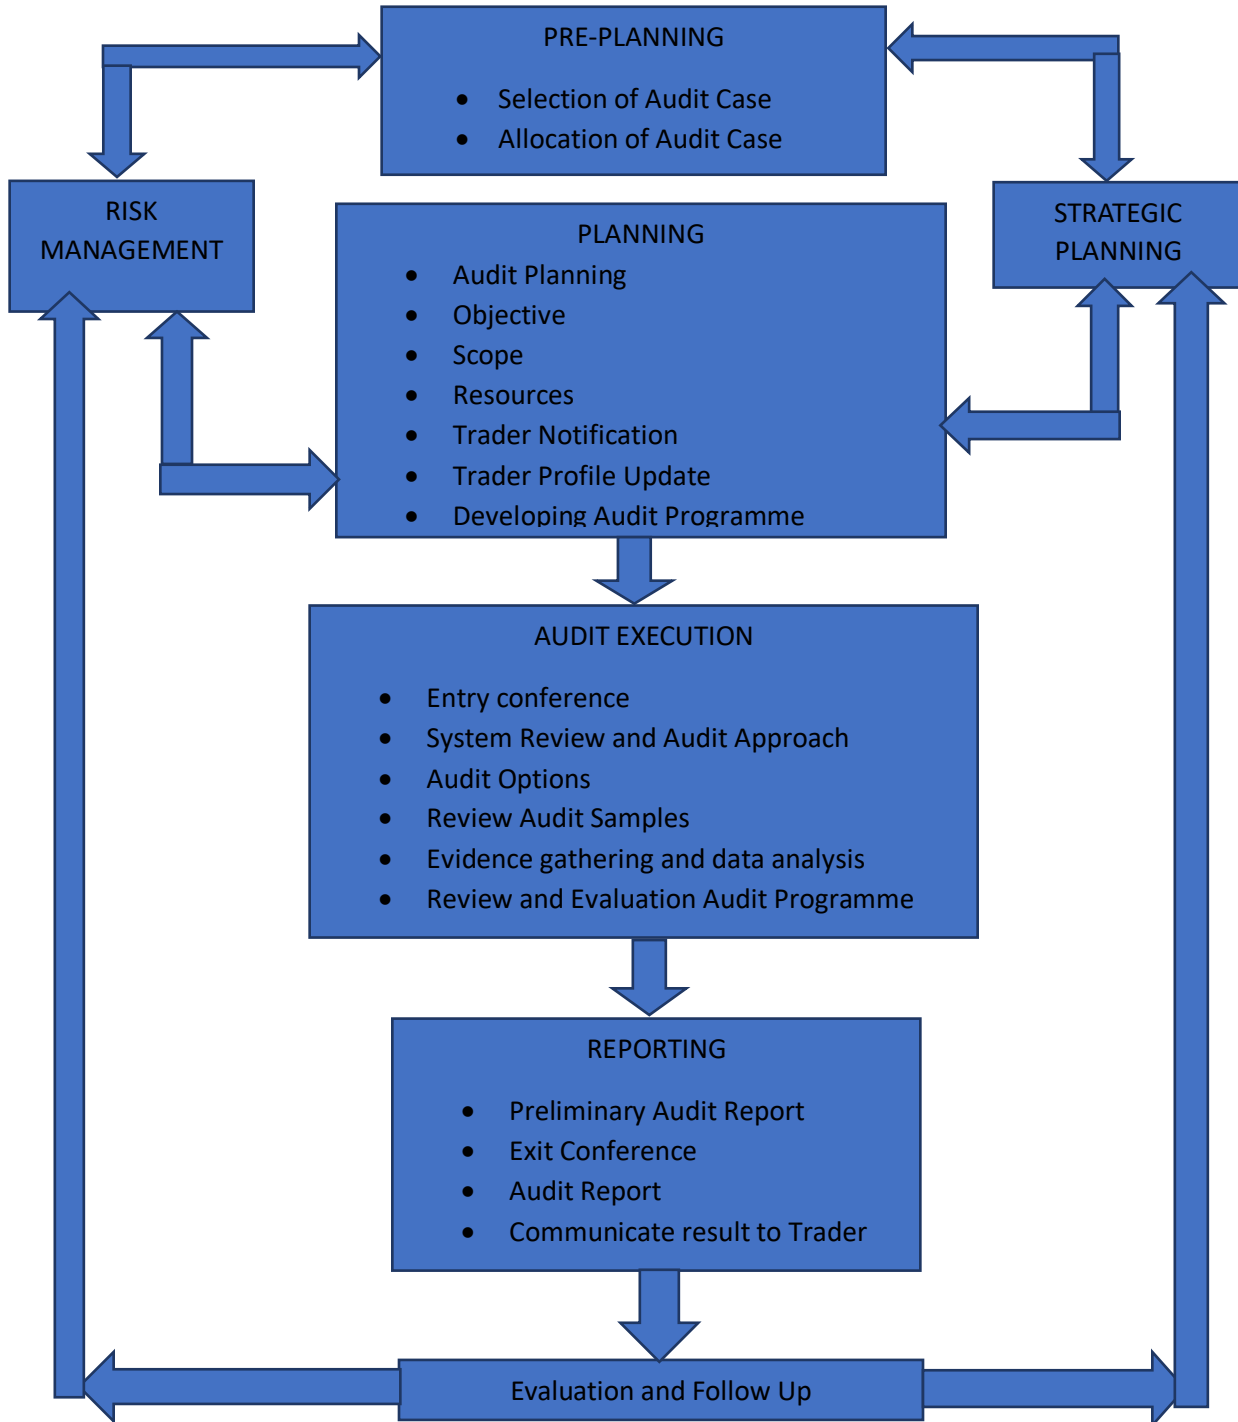 PRE-PLANNING
• Selection of Audit Case
• Allocation of Audit Case
RISK
MANAGEMENT
STRATEGIC
PLANNING
PLANNING
• Audit Planning
• Objective
• Scope
• Resources
• Trader Notification
• Trader Profile Update
• Developing Audit Programme
AUDIT EXECUTION
• Entry conference
• System Review and Audit Approach
• Audit Options
• Review Audit Samples
• Evidence gathering and data analysis
• Review and Evaluation Audit Programme
REPORTING
• Preliminary Audit Report
• Exit Conference
• Audit Report
• Communicate result to Trader
Evaluation and Follow Up